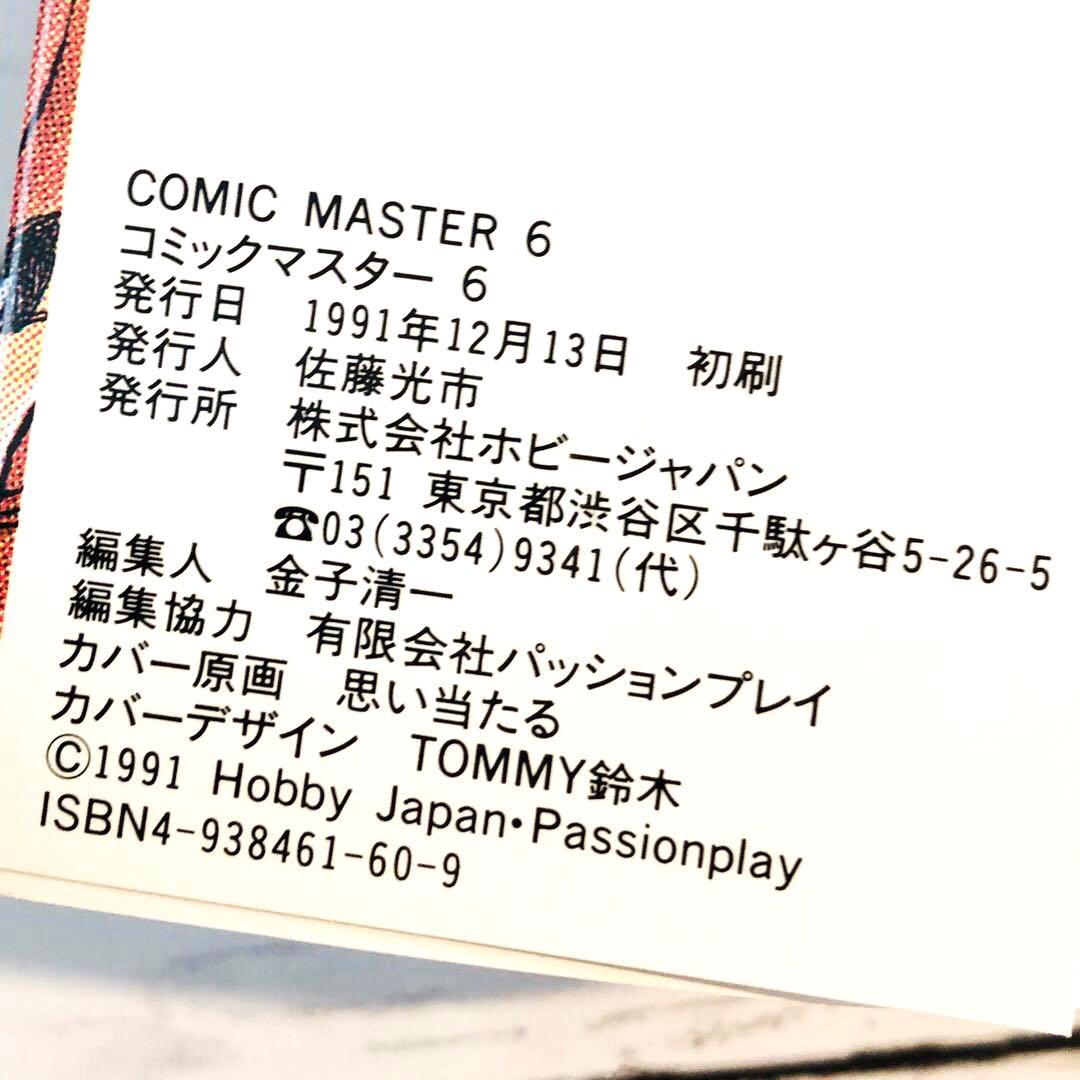 COMIC MASTER 6
コミックマスター 6
発行日 1991年12月13日 初刷
発行人 佐藤光市
発行所 株式会社ホビージャパン
〒151 東京都渋谷区千駄ヶ谷5-26-5
☎03(3354)9341(代)
編集人 金子清一
編集協力 有限会社パッションプレイ
カバー原画 思い当たる
カバーデザイン TOMMY鈴木
©1991 Hobby Japan・Passionplay
ISBN4-938461-60-9